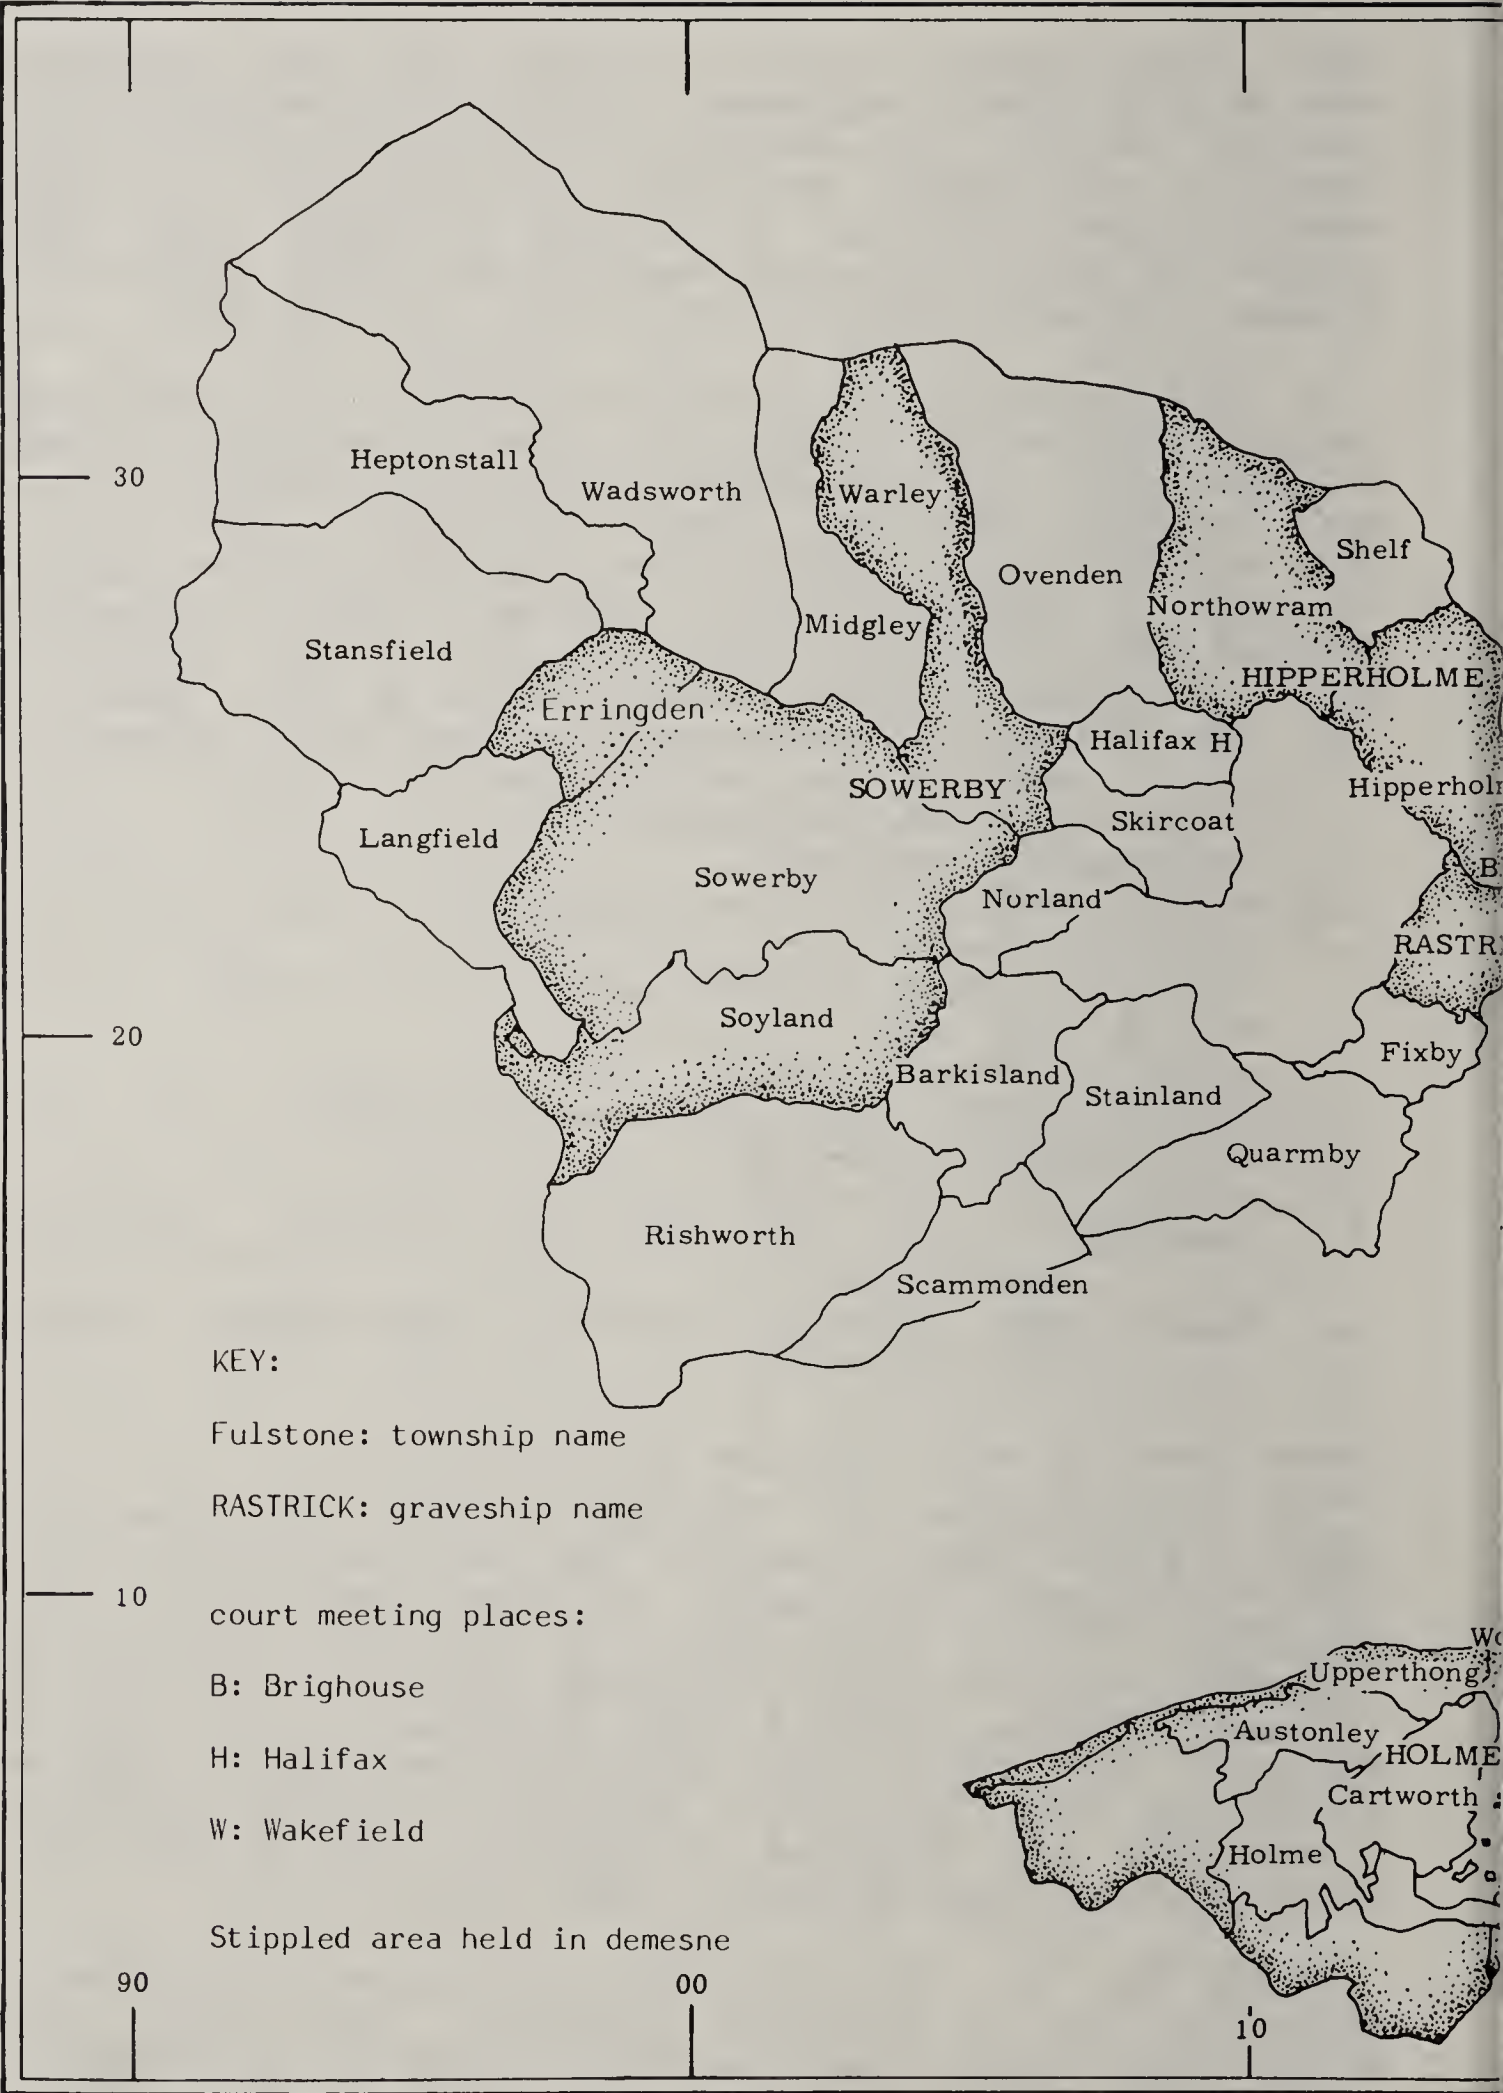 30
Heptonstall
Wadsworth
Warley
Shelf
Ovenden
Northowram
Midgley
Stansfield
HIPPERHOLME
Erringden
Halifax H
SOWERBY
Hipperhol
Skircoat
Langfield
B
Sowerby
Norland
RASTR
Soyland
20
Fixby
Barkisland
Stainland
Quarmby
Rishworth
Scammonden
KEY:
Fulstone: township name
RASTRICK: graveship name
10
court meeting places:
Wo
Upperthong
B: Brighouse
Austonley
HOLME
H: Halifax
Cartworth
W: Wakefield
Holme
Stippled area held in demesne
90
00
10